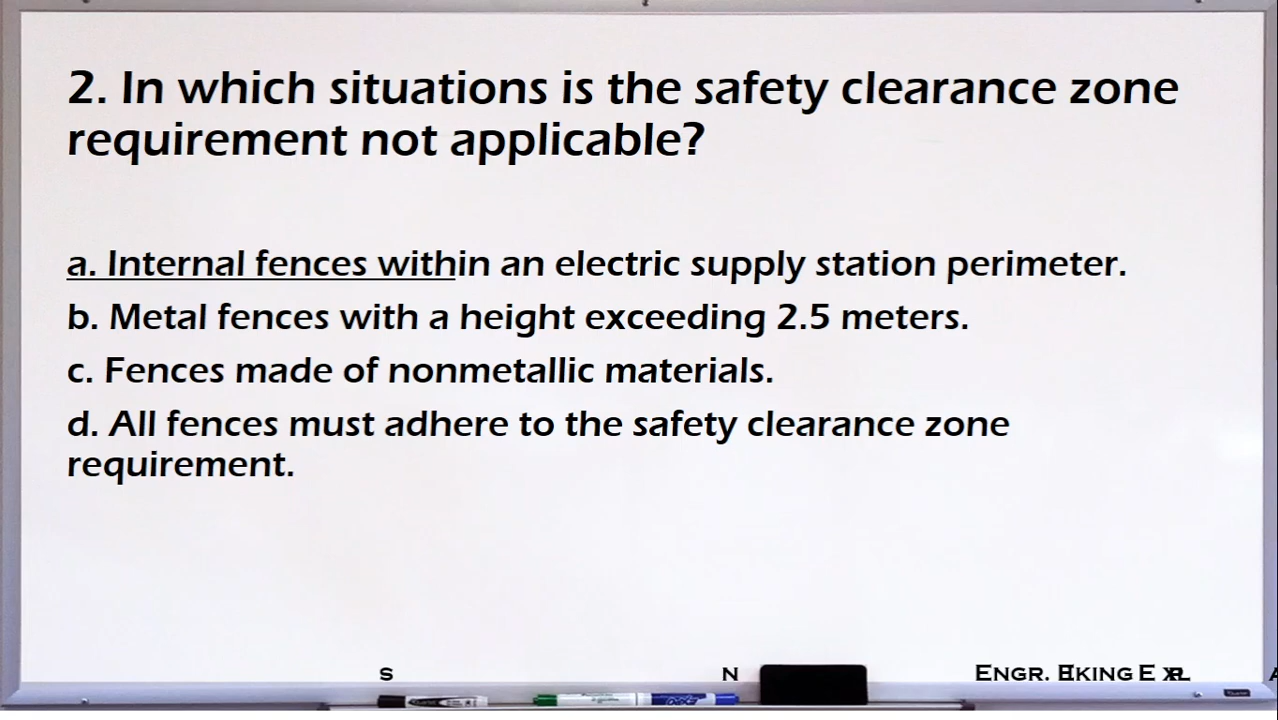 2. In which situations is the safety clearance zone
requirement not applicable?
a. Internal fences within an electric supply station perimeter.
b. Metal fences with a height exceeding 2.5 meters.
c. Fences made of nonmetallic materials.
d. All fences must adhere to the safety clearance zone
requirement.
S N ENGR.